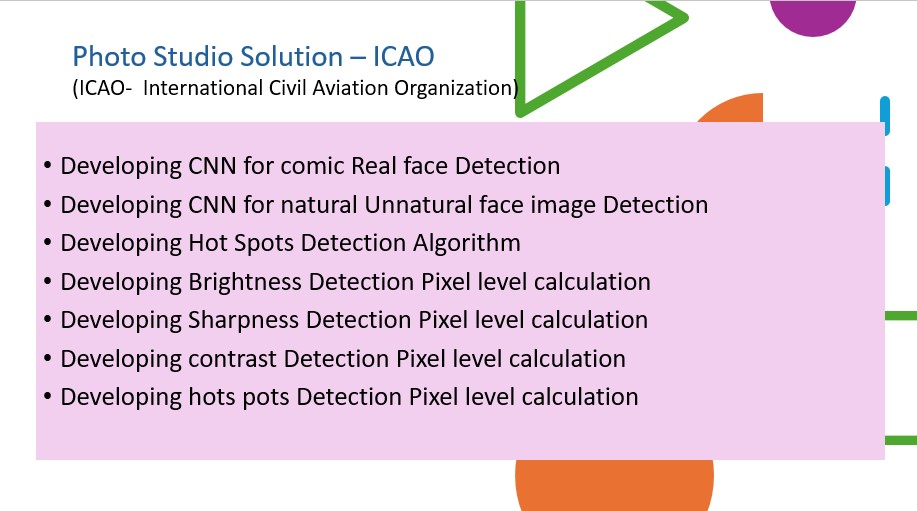 Photo Studio Solution – ICAO
(ICAO-  International Civil Aviation Organization)
• Developing CNN for comic Real face Detection
• Developing CNN for natural Unnatural face image Detection
• Developing Hot Spots Detection Algorithm
• Developing Brightness Detection Pixel level calculation
• Developing Sharpness Detection Pixel level calculation
• Developing contrast Detection Pixel level calculation
• Developing hots pots Detection Pixel level calculation